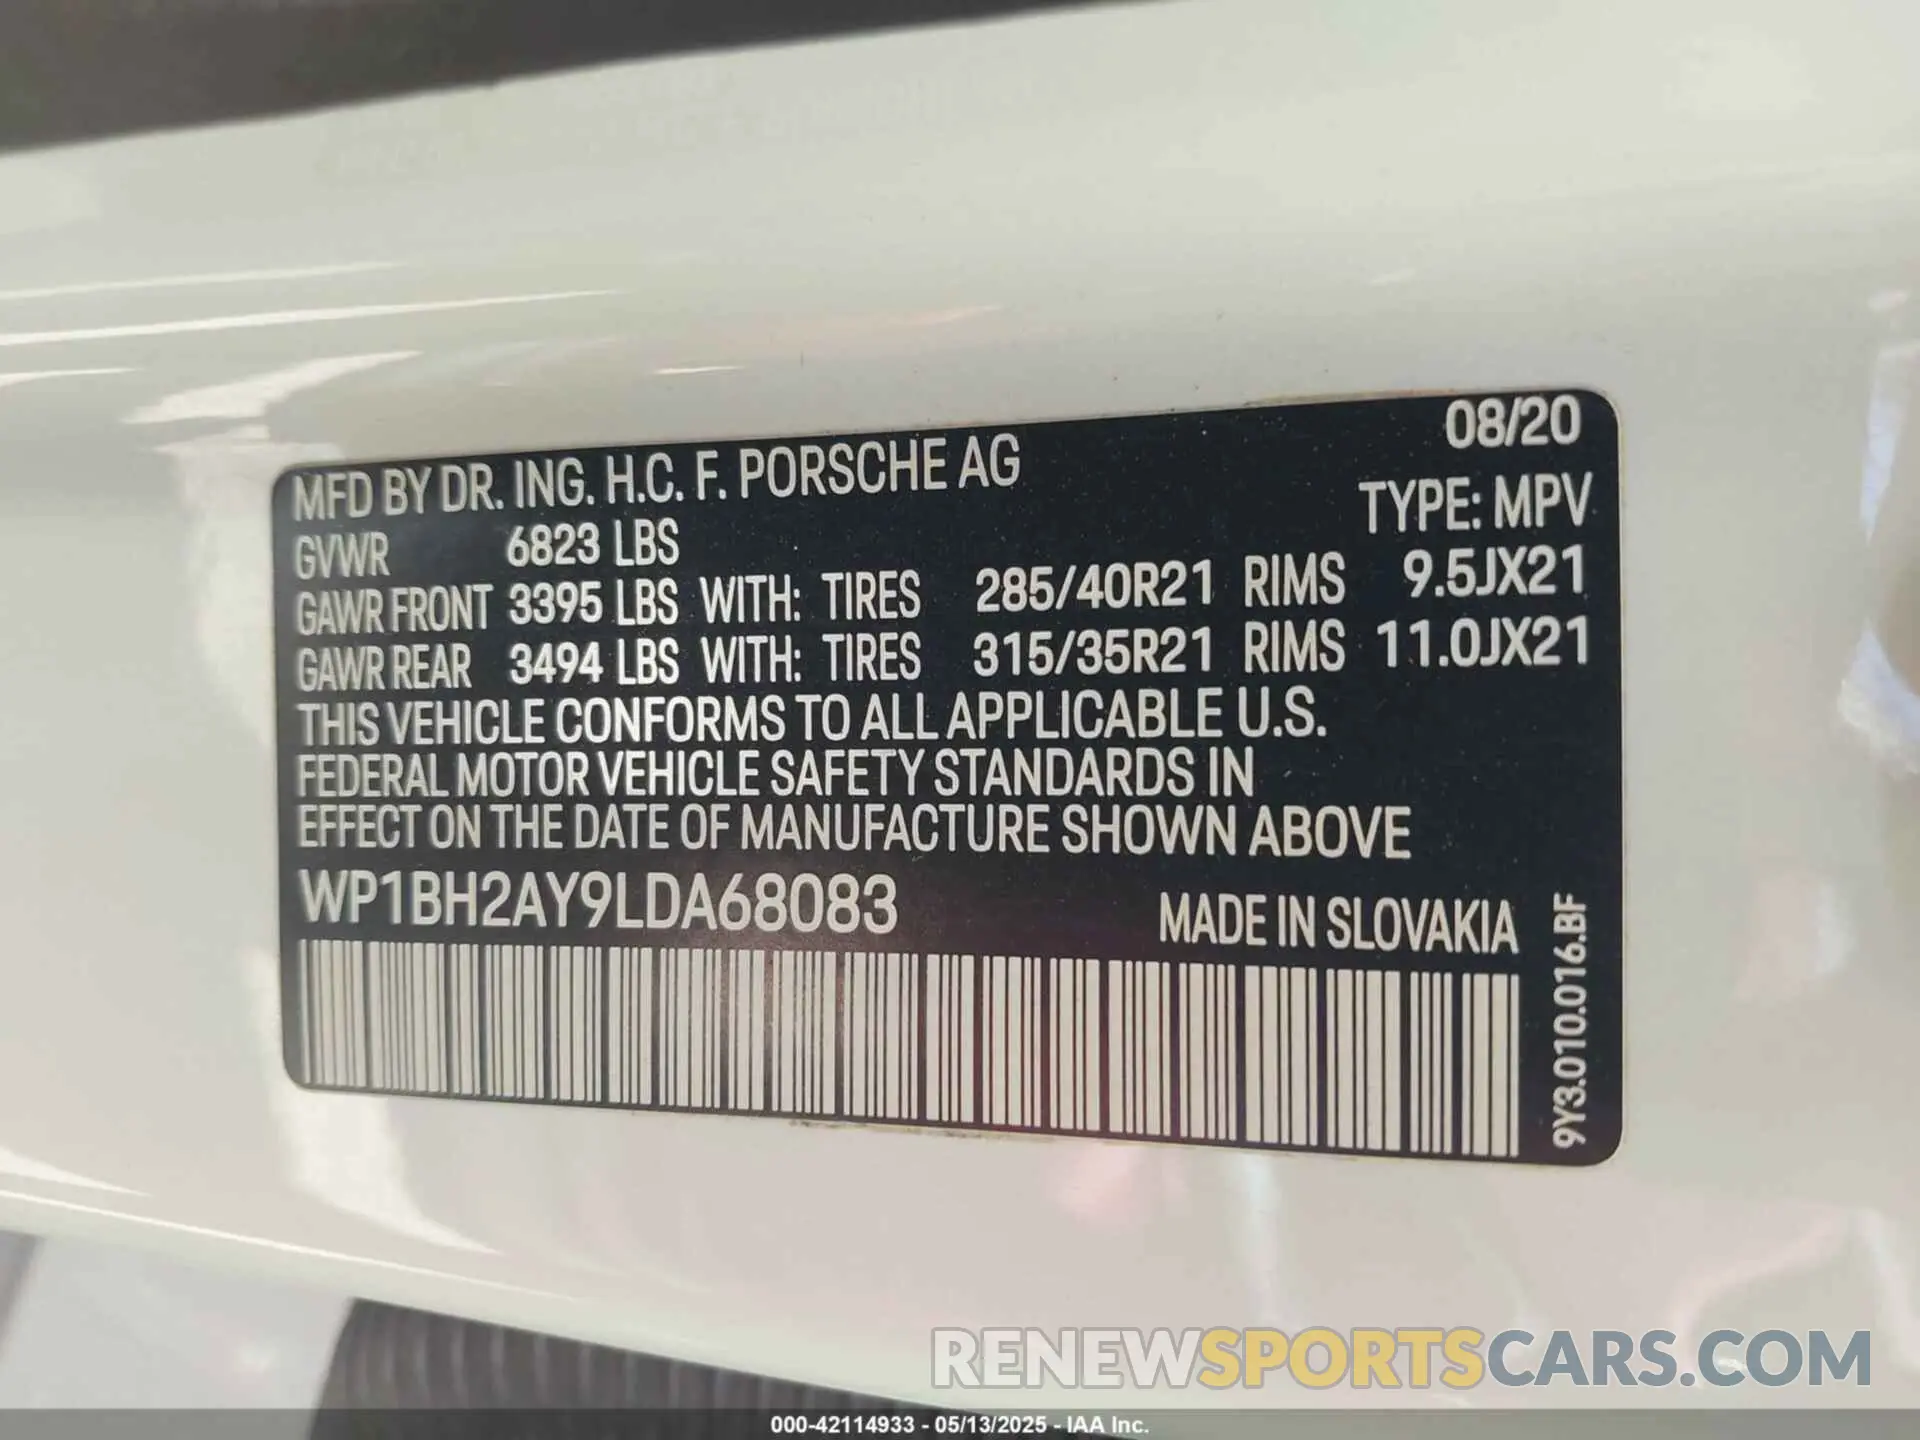 08/20
MFD BY DR. ING. H.C. F. PORSCHE AG
TYPE: MPV
GVWR 6823 LBS
GAWR FRONT 3395 LBS WITH: TIRES 285/40R21 RIMS 9.5JX21
GAWR REAR 3494 LBS WITH: TIRES 315/35R21 RIMS 11.0JX21
THIS VEHICLE CONFORMS TO ALL APPLICABLE U.S.
FEDERAL MOTOR VEHICLE SAFETY STANDARDS IN
EFFECT ON THE DATE OF MANUFACTURE SHOWN ABOVE
WP1BH2AY9LDA68083
MADE IN SLOVAKIA
9Y3.010.016.BF
RENEWSPORTSCARS.COM
000-42114933 - 05/13/2025 - IAA Inc.